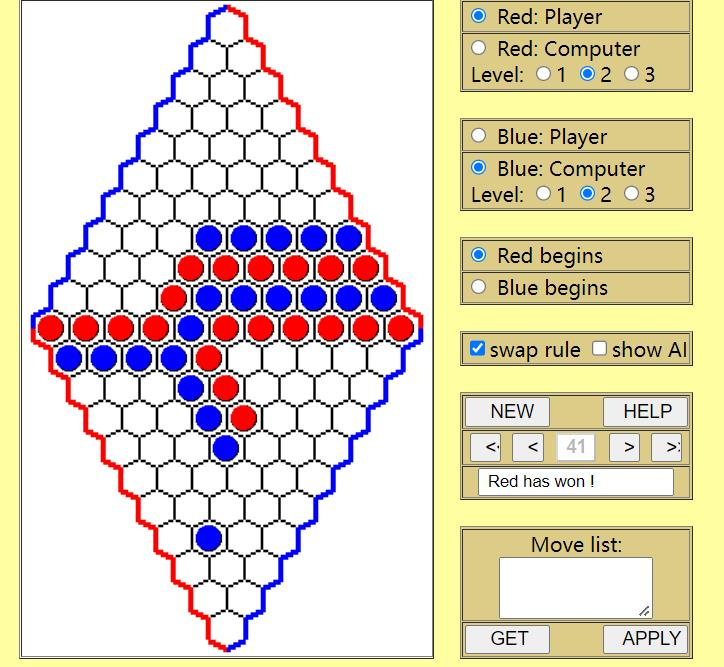 Red: Player
Red: Computer
Level: 1 2 3
Blue: Player
Blue: Computer
Level: 1 2 3
Red begins
Blue begins
swap rule show AI
NEW HELP
<< < 41 > >>
Red has won !
Move list:
GET APPLY